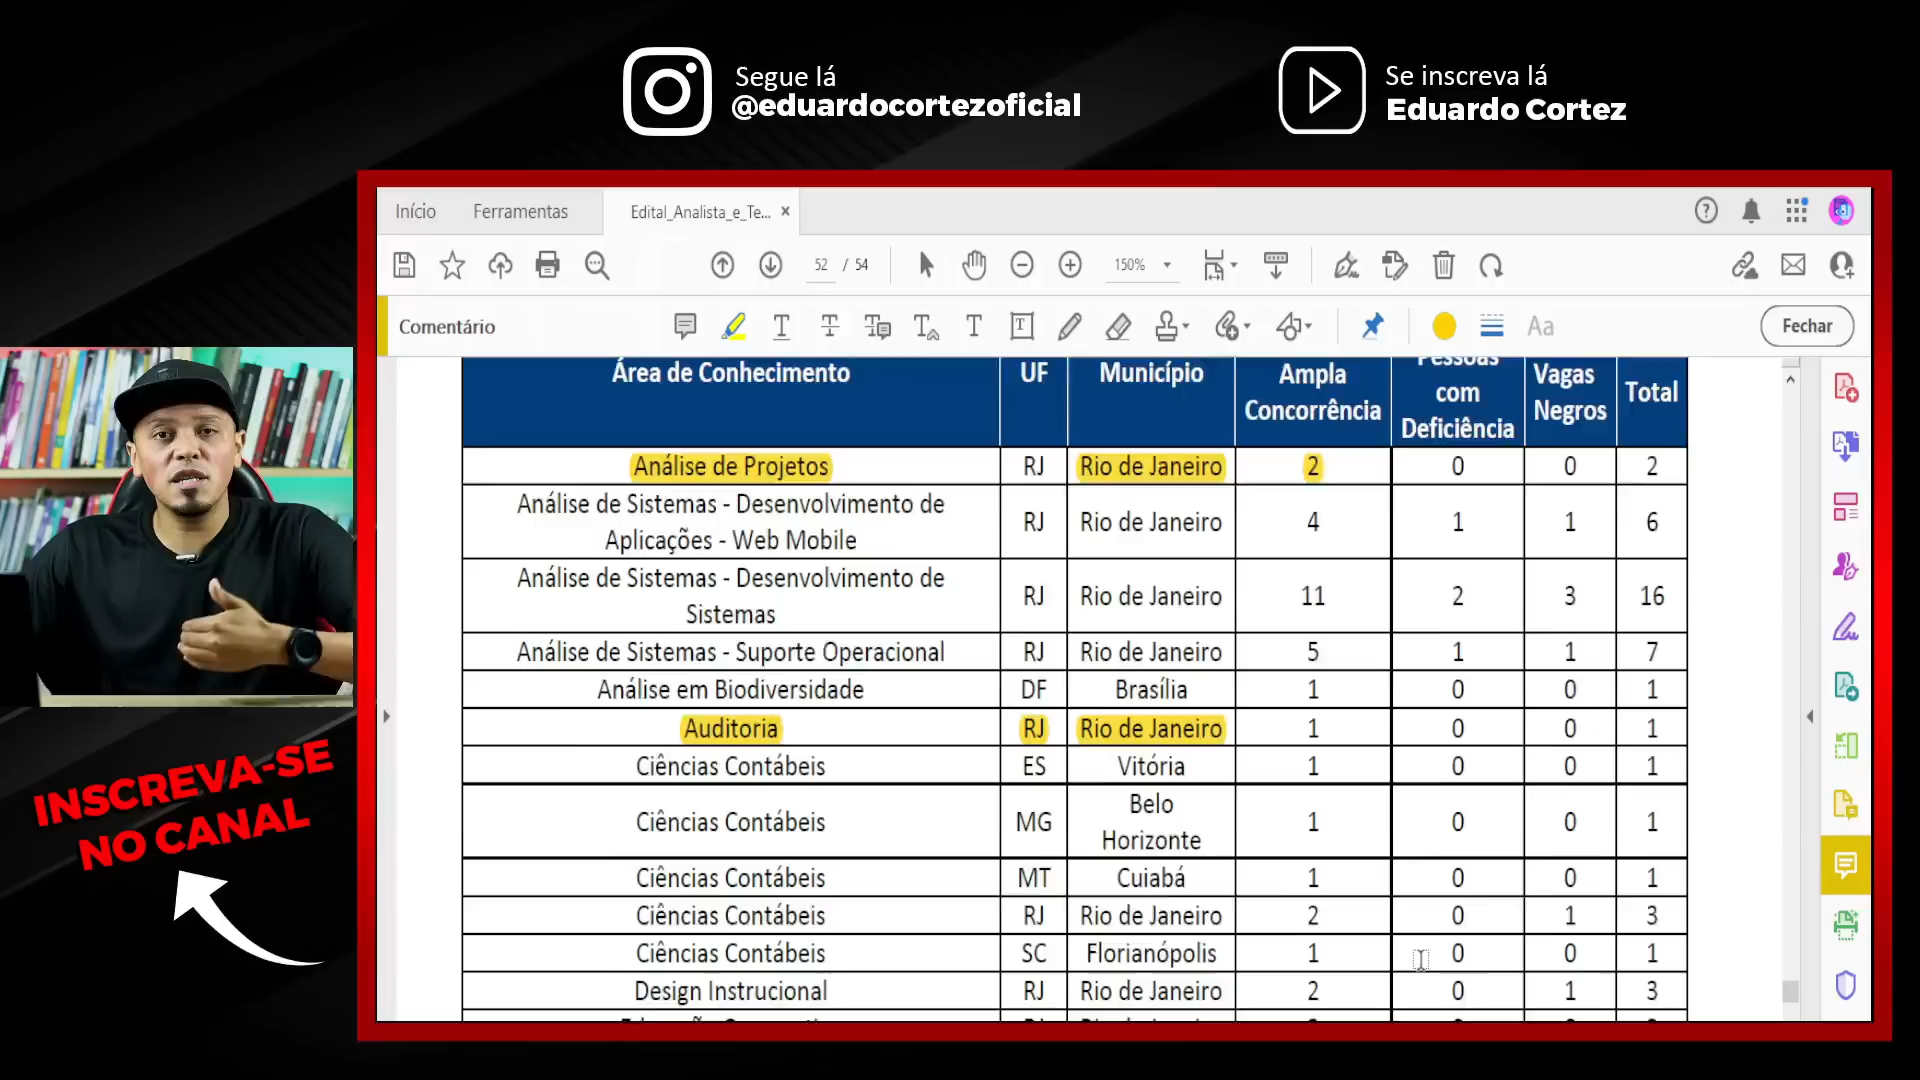 Segue lá
@eduardocortezoficial
Se inscreva lá
Eduardo Cortez
Início Ferramentas Edital_Analista_e_Te... ×
52 / 54 150%
Comentário Aa Fechar
Área de Conhecimento UF Município Ampla Concorrência Pessoas com Deficiência Vagas Negros Total
Análise de Projetos RJ Rio de Janeiro 2 0 0 2
Análise de Sistemas - Desenvolvimento de
Aplicações - Web Mobile RJ Rio de Janeiro 4 1 1 6
Análise de Sistemas - Desenvolvimento de
Sistemas RJ Rio de Janeiro 11 2 3 16
Análise de Sistemas - Suporte Operacional RJ Rio de Janeiro 5 1 1 7
Análise em Biodiversidade DF Brasília 1 0 0 1
Auditoria RJ Rio de Janeiro 1 0 0 1
Ciências Contábeis ES Vitória 1 0 0 1
Ciências Contábeis MG Belo Horizonte 1 0 0 1
Ciências Contábeis MT Cuiabá 1 0 0 1
Ciências Contábeis RJ Rio de Janeiro 2 0 1 3
Ciências Contábeis SC Florianópolis 1 0 0 1
Design Instrucional RJ Rio de Janeiro 2 0 1 3
INSCREVA-SE
NO CANAL